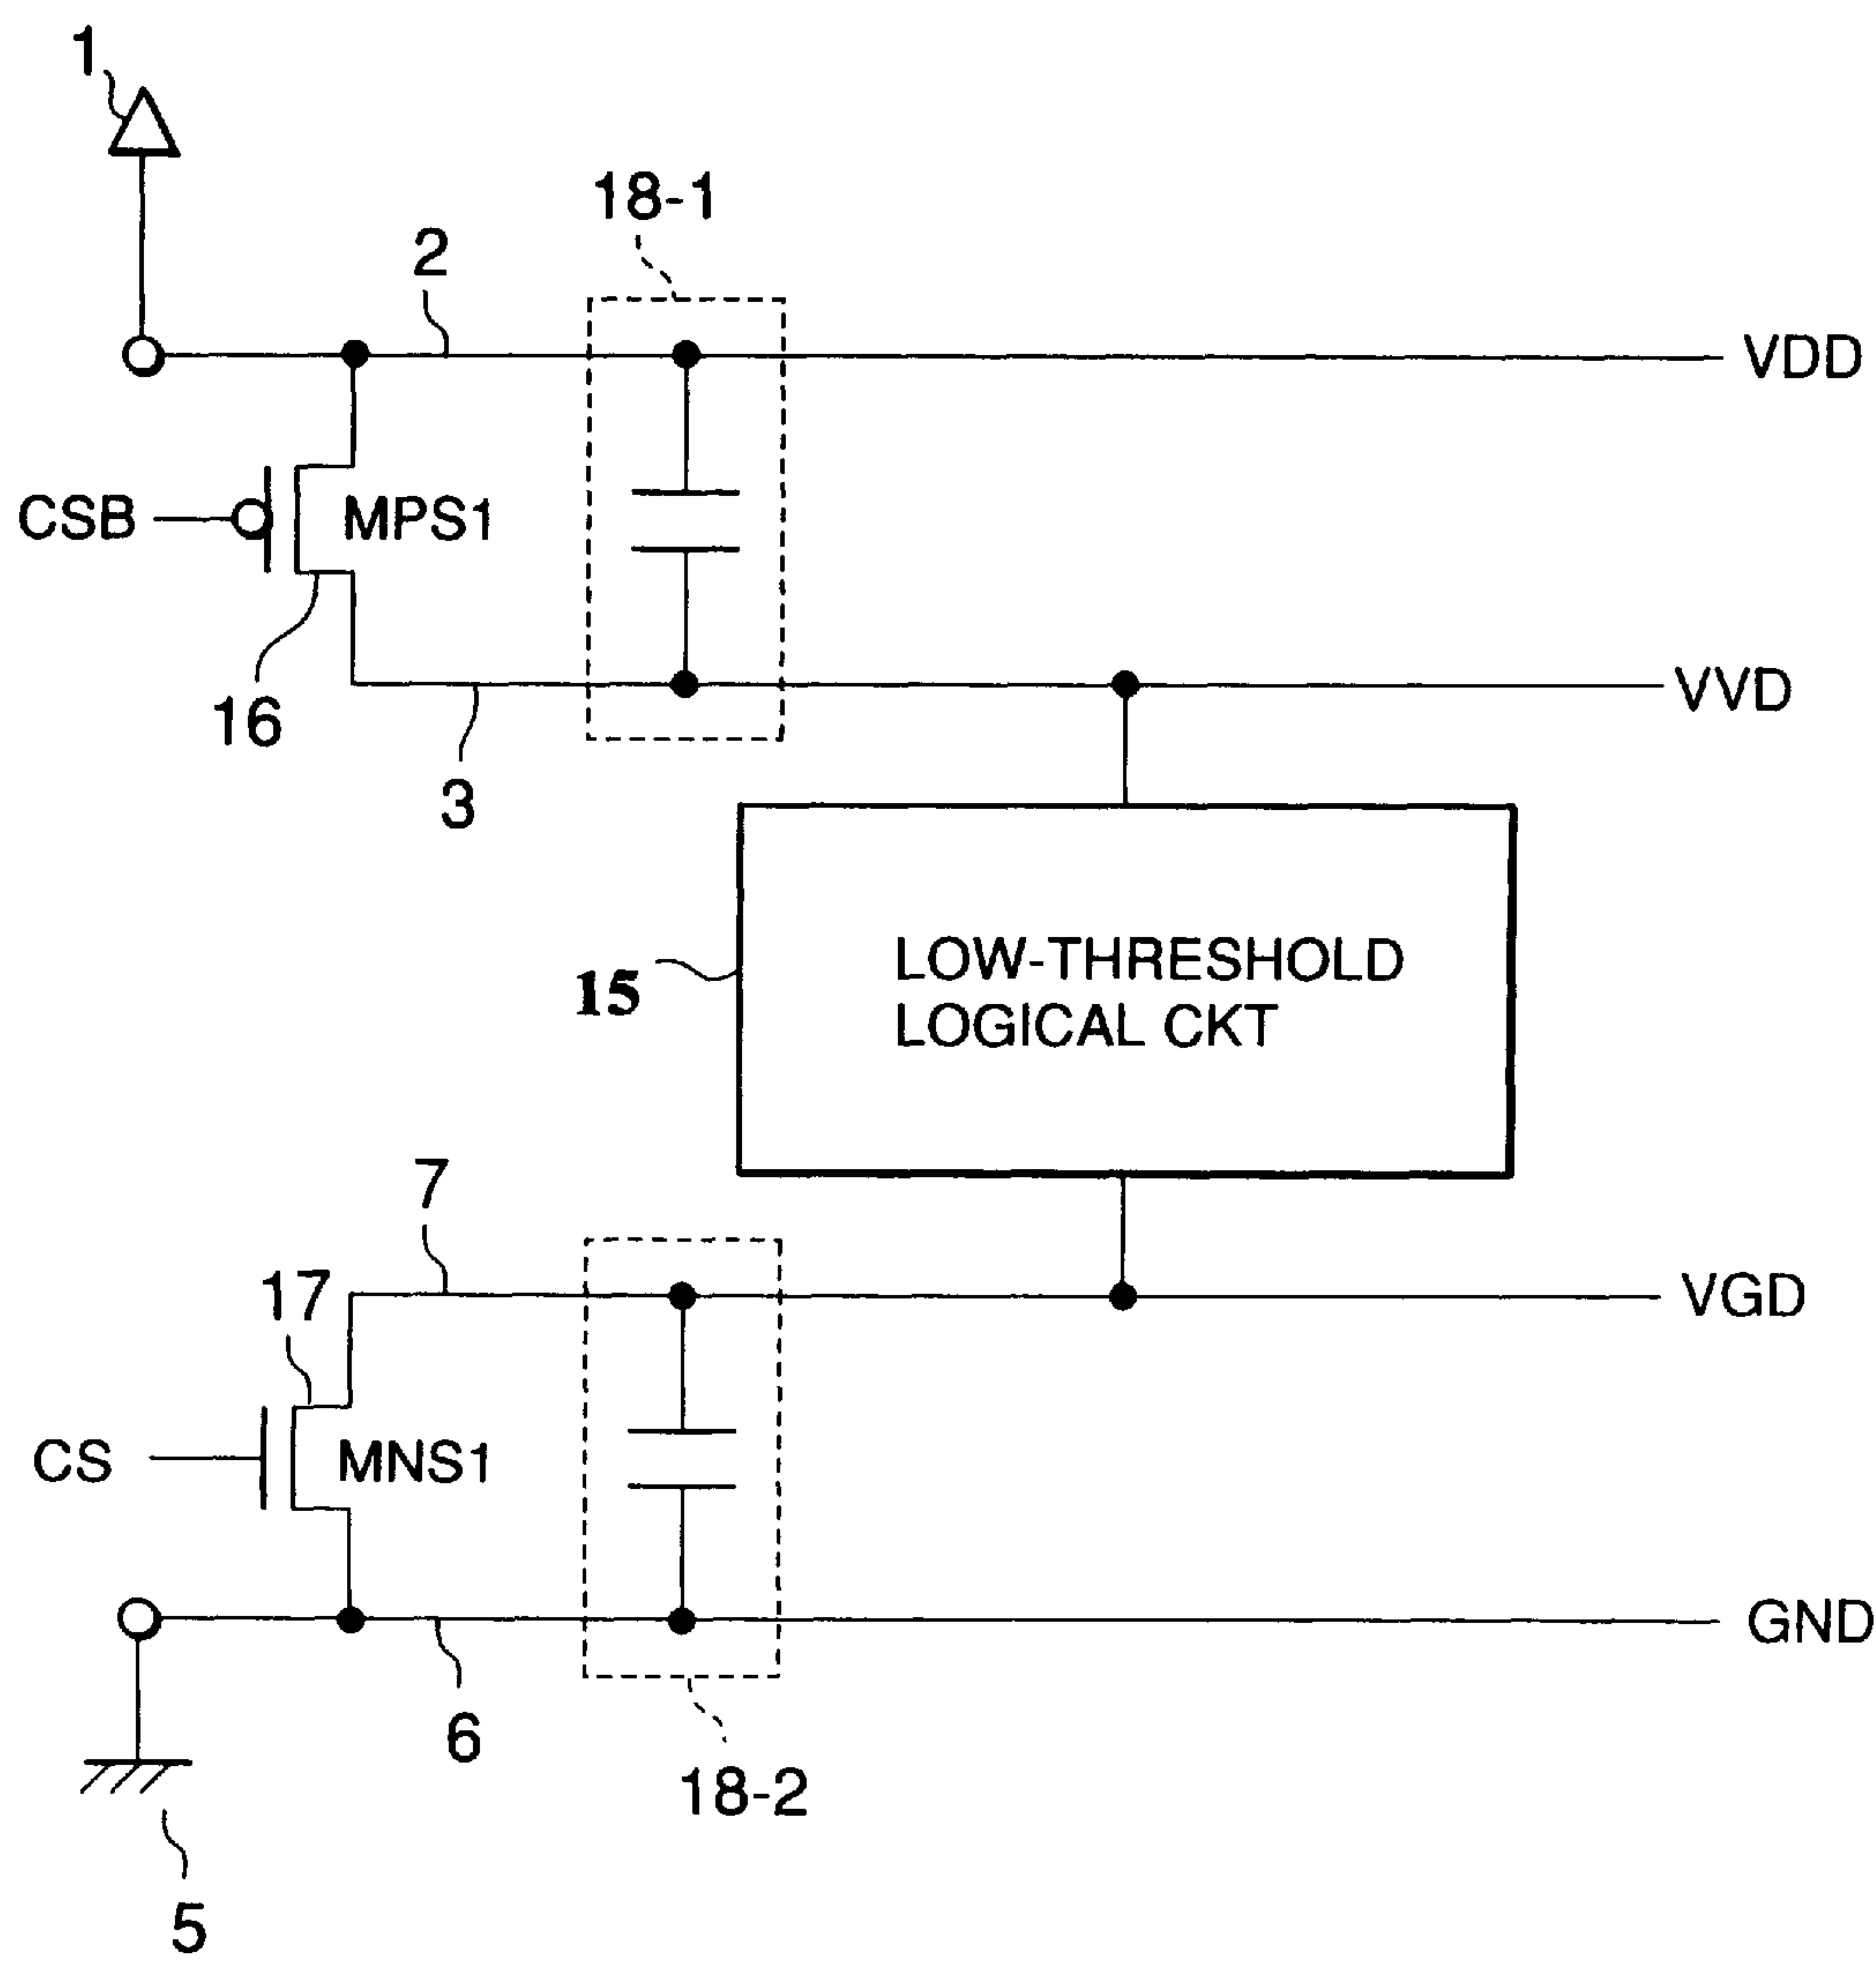 1
18-1
2
VDD
CSB
MPS1
VVD
16
3
LOW-THRESHOLD
LOGICAL CKT
15
7
17
VGD
CS
MNS1
GND
6
18-2
5